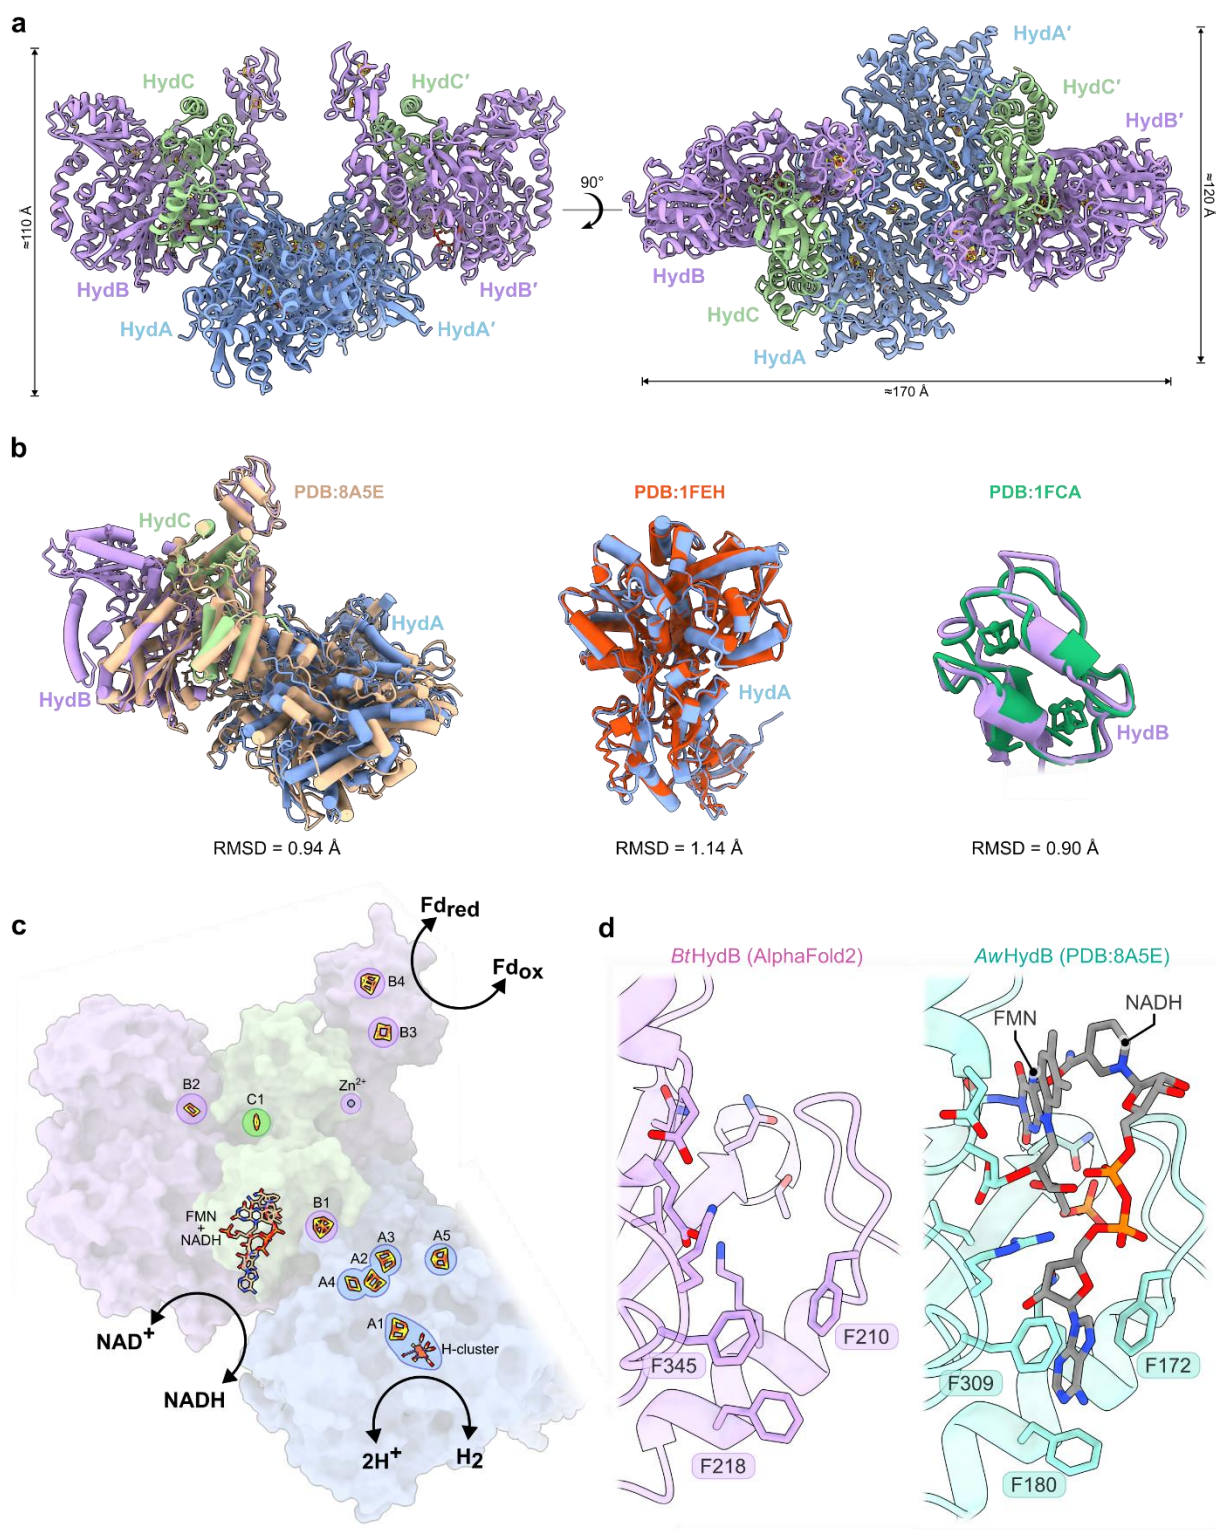 a
HydC
HydC′
HydB
HydB′
HydA
HydA′
≈110 Å
90°
HydA′
HydC′
HydB′
HydB
HydC
HydA
≈120 Å
≈170 Å
b
PDB:8A5E
HydC
HydA
HydB
RMSD = 0.94 Å
PDB:1FEH
HydA
RMSD = 1.14 Å
PDB:1FCA
HydB
RMSD = 0.90 Å
c
Fdred
Fdox
B4
B3
B2
C1
Zn2+
FMN
+
NADH
B1
A3
A5
A2
A4
A1
H-cluster
NAD+
NADH
2H+
H2
d
BtHydB (AlphaFold2)
F210
F345
F218
AwHydB (PDB:8A5E)
FMN
NADH
F172
F309
F180